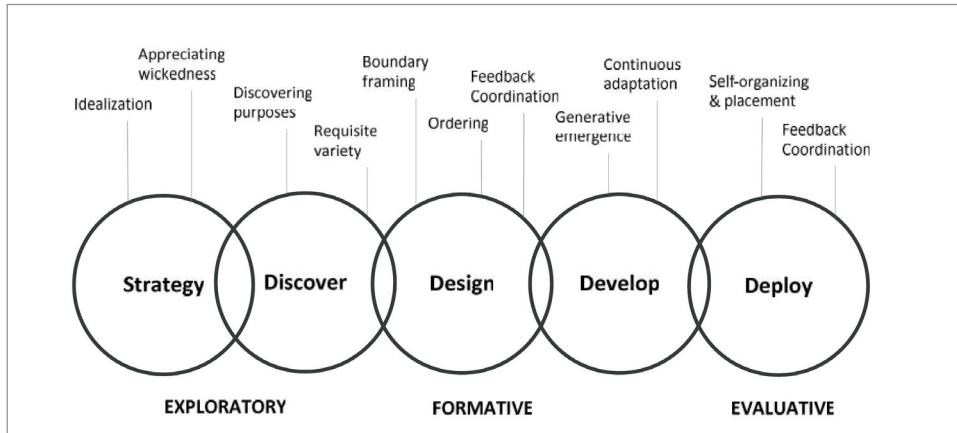 Idealization
Appreciating
wickedness
Discovering
purposes
Requisite
variety
Boundary
framing
Ordering
Feedback
Coordination
Generative
emergence
Continuous
adaptation
Self-organizing
& placement
Feedback
Coordination
Strategy
Discover
Design
Develop
Deploy
EXPLORATORY
FORMATIVE
EVALUATIVE